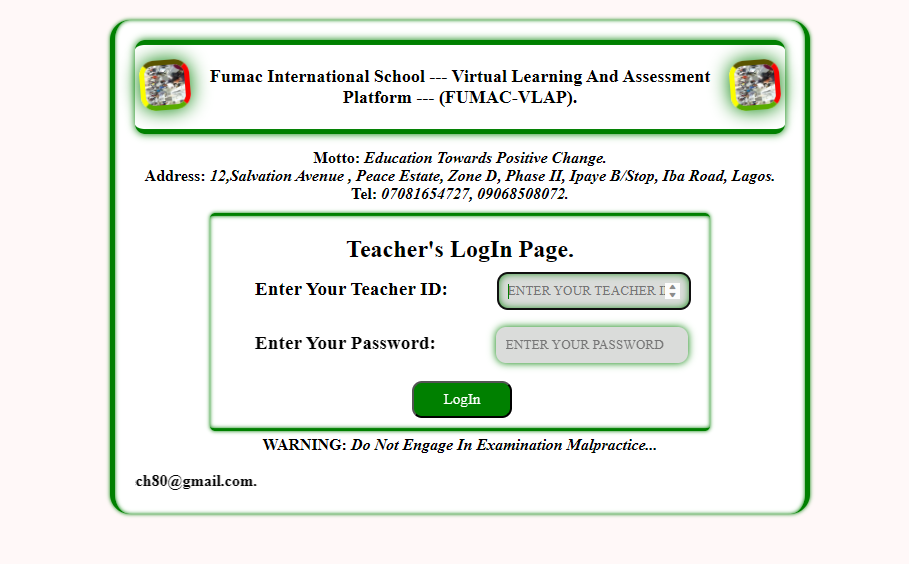 Fumac International School --- Virtual Learning And Assessment
Platform --- (FUMAC-VLAP).
Motto: Education Towards Positive Change.
Address: 12,Salvation Avenue , Peace Estate, Zone D, Phase II, Ipaye B/Stop, Iba Road, Lagos.
Tel: 07081654727, 09068508072.
Teacher's LogIn Page.
Enter Your Teacher ID:
ENTER YOUR TEACHER I
Enter Your Password:
ENTER YOUR PASSWORD
LogIn
WARNING: Do Not Engage In Examination Malpractice...
ch80@gmail.com.